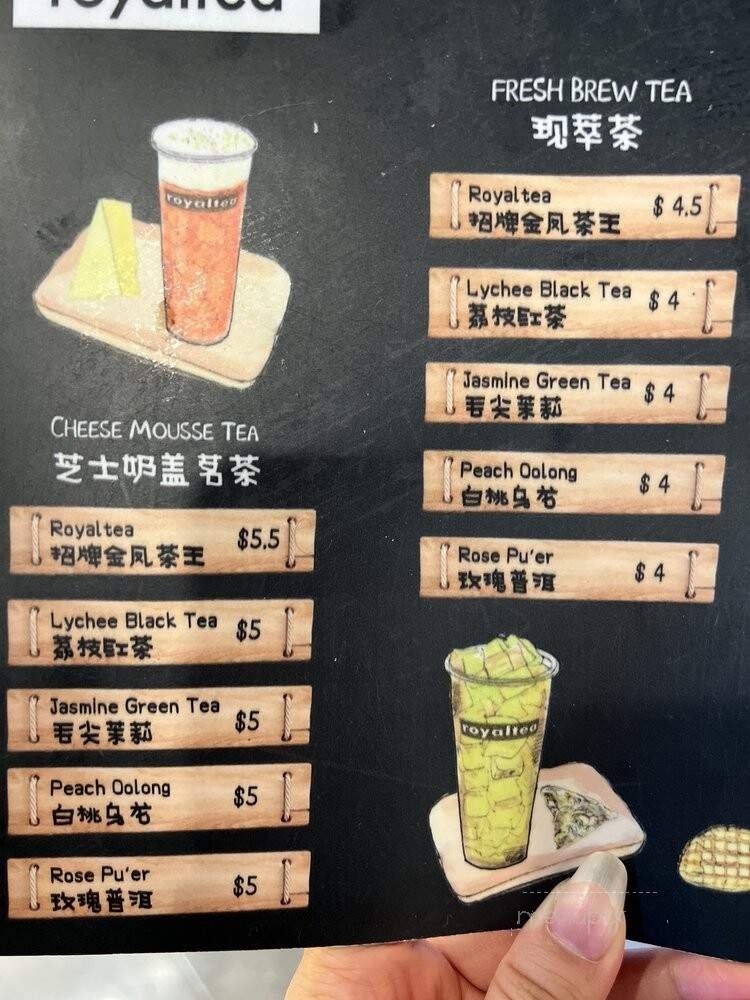 royaltea
royaltea
CHEESE MOUSSE TEA
芝士奶盖茗茶
Royaltea $5.5
招牌金凤茶王
Lychee Black Tea $5
荔枝红茶
Jasmine Green Tea $5
毛尖茉莉
Peach Oolong $5
白桃乌龙
Rose Pu'er $5
玫瑰普洱
FRESH BREW TEA
现萃茶
Royaltea $4.5
招牌金凤茶王
Lychee Black Tea $4
荔枝红茶
Jasmine Green Tea $4
毛尖茉莉
Peach Oolong $4
白桃乌龙
Rose Pu'er $4
玫瑰普洱
royaltea